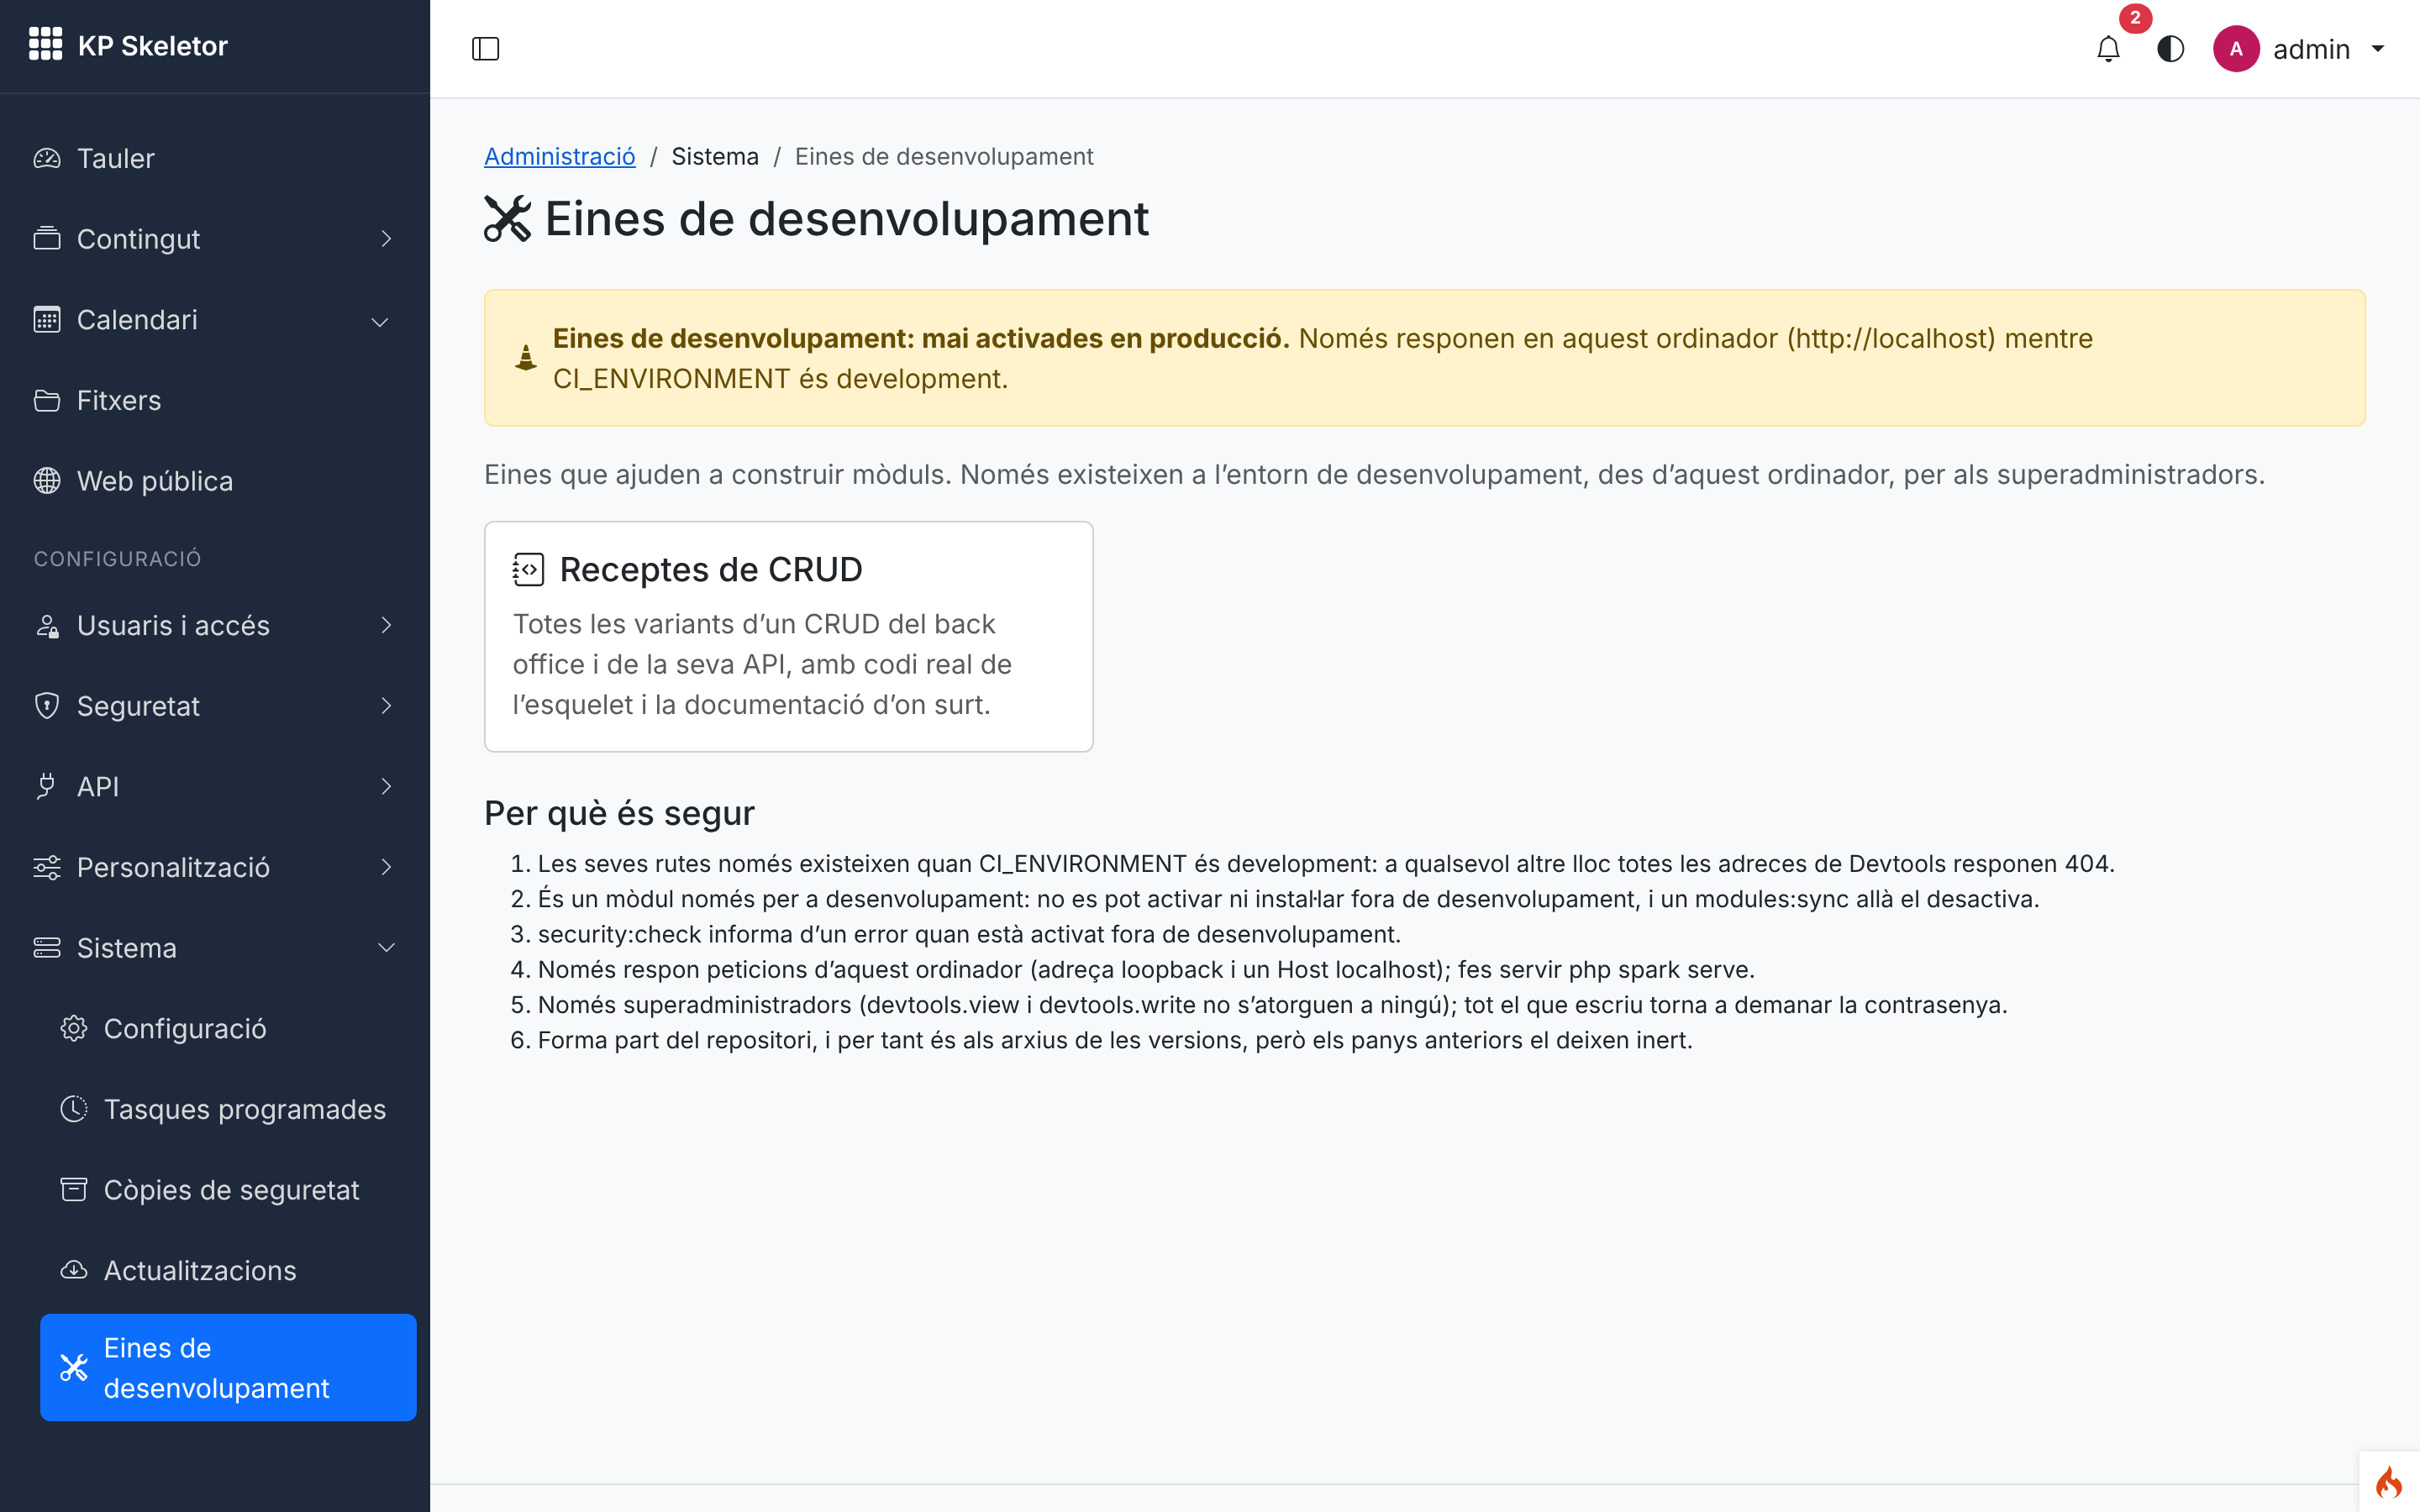 KP Skeletor
2
A
admin
Tauler
Contingut
Calendari
Fitxers
Web pública
CONFIGURACIÓ
Usuaris i accés
Seguretat
API
Personalització
Sistema
Configuració
Tasques programades
Còpies de seguretat
Actualitzacions
Eines de
desenvolupament
Administració / Sistema / Eines de desenvolupament
Eines de desenvolupament
Eines de desenvolupament: mai activades en producció. Només responen en aquest ordinador (http://localhost) mentre
CI_ENVIRONMENT és development.
Eines que ajuden a construir mòduls. Només existeixen a l’entorn de desenvolupament, des d’aquest ordinador, per als superadministradors.
Receptes de CRUD
Totes les variants d’un CRUD del back
office i de la seva API, amb codi real de
l’esquelet i la documentació d’on surt.
Per què és segur
1. Les seves rutes només existeixen quan CI_ENVIRONMENT és development: a qualsevol altre lloc totes les adreces de Devtools responen 404.
2. És un mòdul només per a desenvolupament: no es pot activar ni instal·lar fora de desenvolupament, i un modules:sync allà el desactiva.
3. security:check informa d’un error quan està activat fora de desenvolupament.
4. Només respon peticions d’aquest ordinador (adreça loopback i un Host localhost); fes servir php spark serve.
5. Només superadministradors (devtools.view i devtools.write no s’atorguen a ningú); tot el que escriu torna a demanar la contrasenya.
6. Forma part del repositori, i per tant és als arxius de les versions, però els panys anteriors el deixen inert.